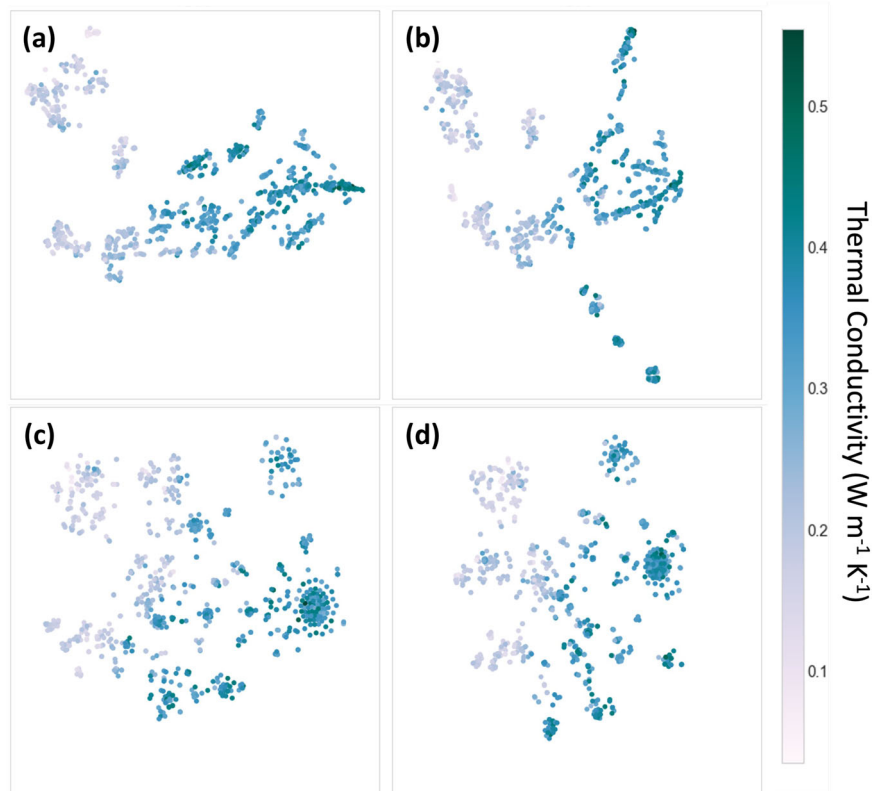 (a)
(b)
(c)
(d)
0.5
0.4
0.3
0.2
0.1
Thermal Conductivity (W m⁻¹ K⁻¹)